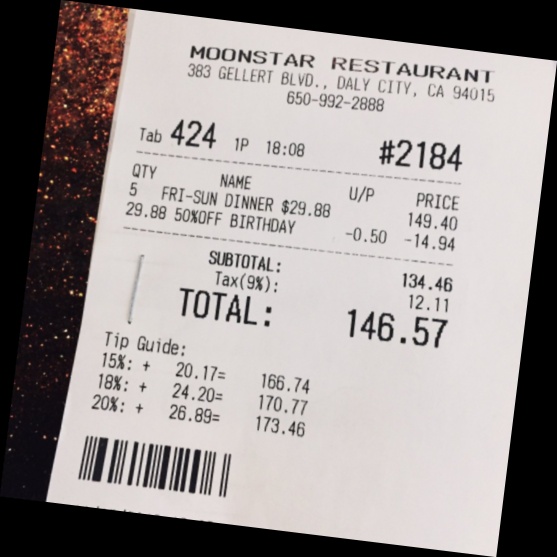 MOONSTAR RESTAURANT
383 GELLERT BLVD., DALY CITY, CA 94015
650-992-2888
Tab 424 1P 18:08 #2184
QTY NAME U/P PRICE
5 FRI-SUN DINNER $29.88 149.40
29.88 50%OFF BIRTHDAY -0.50 -14.94
SUBTOTAL: 134.46
Tax(9%): 12.11
TOTAL: 146.57
Tip Guide:
15%: + 20.17= 166.74
18%: + 24.20= 170.77
20%: + 26.89= 173.46